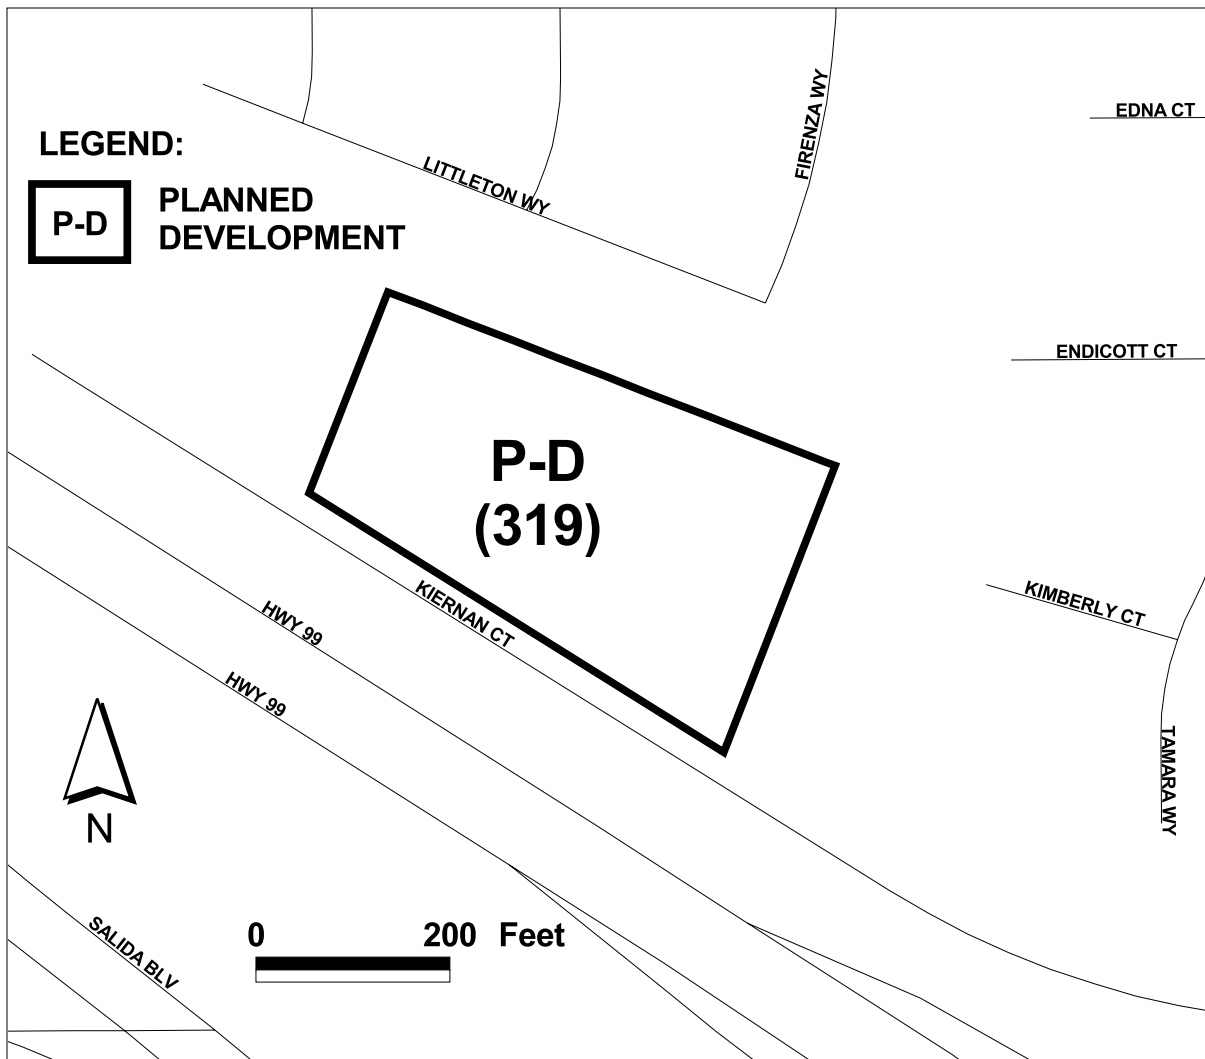 FIRENZA WY
EDNA CT
LEGEND:
LITTLETON WY
P-D
PLANNED
DEVELOPMENT
ENDICOTT CT
P-D
(319)
KIERNAN CT
KIMBERLY CT
HWY 99
HWY 99
TAMARA WY
N
SALIDA BLV
0 200 Feet